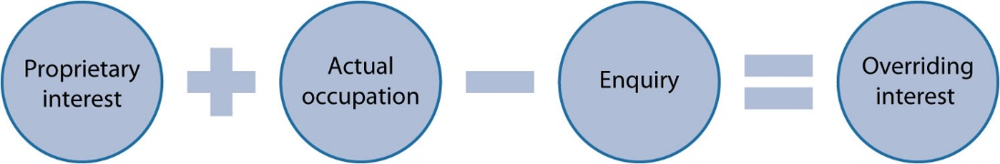 Proprietary
interest
Actual
occupation
Enquiry
Overriding
interest